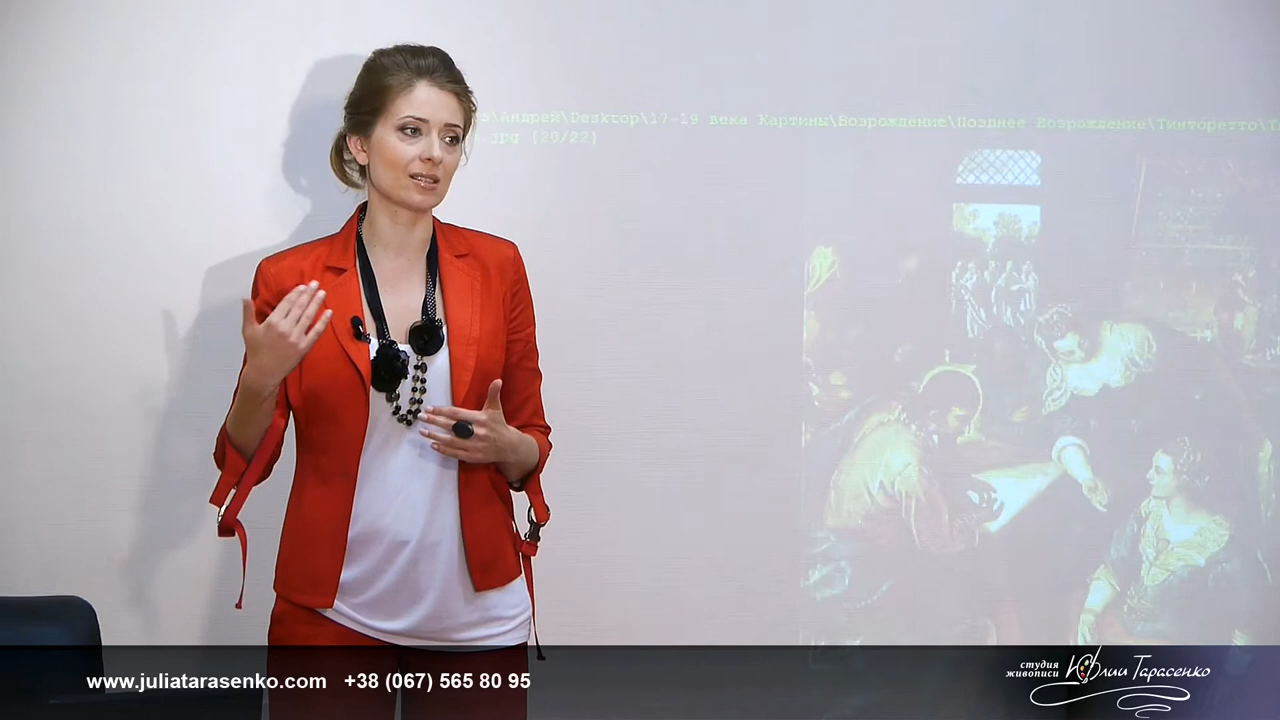 \Андрей\Desktop\17-19 века Картины\Возрождение\Позднее Возрождение\Тинторетто\Т
.jpg [20/22]
www.juliatarasenko.com +38 (067) 565 80 95
студия живописи Юлии Тарасенко